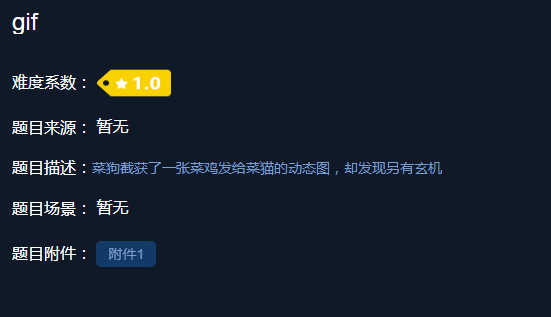 gif
难度系数： 1.0
题目来源： 暂无
题目描述：菜狗截获了一张菜鸡发给菜猫的动态图，却发现另有玄机
题目场景： 暂无
题目附件： 附件1